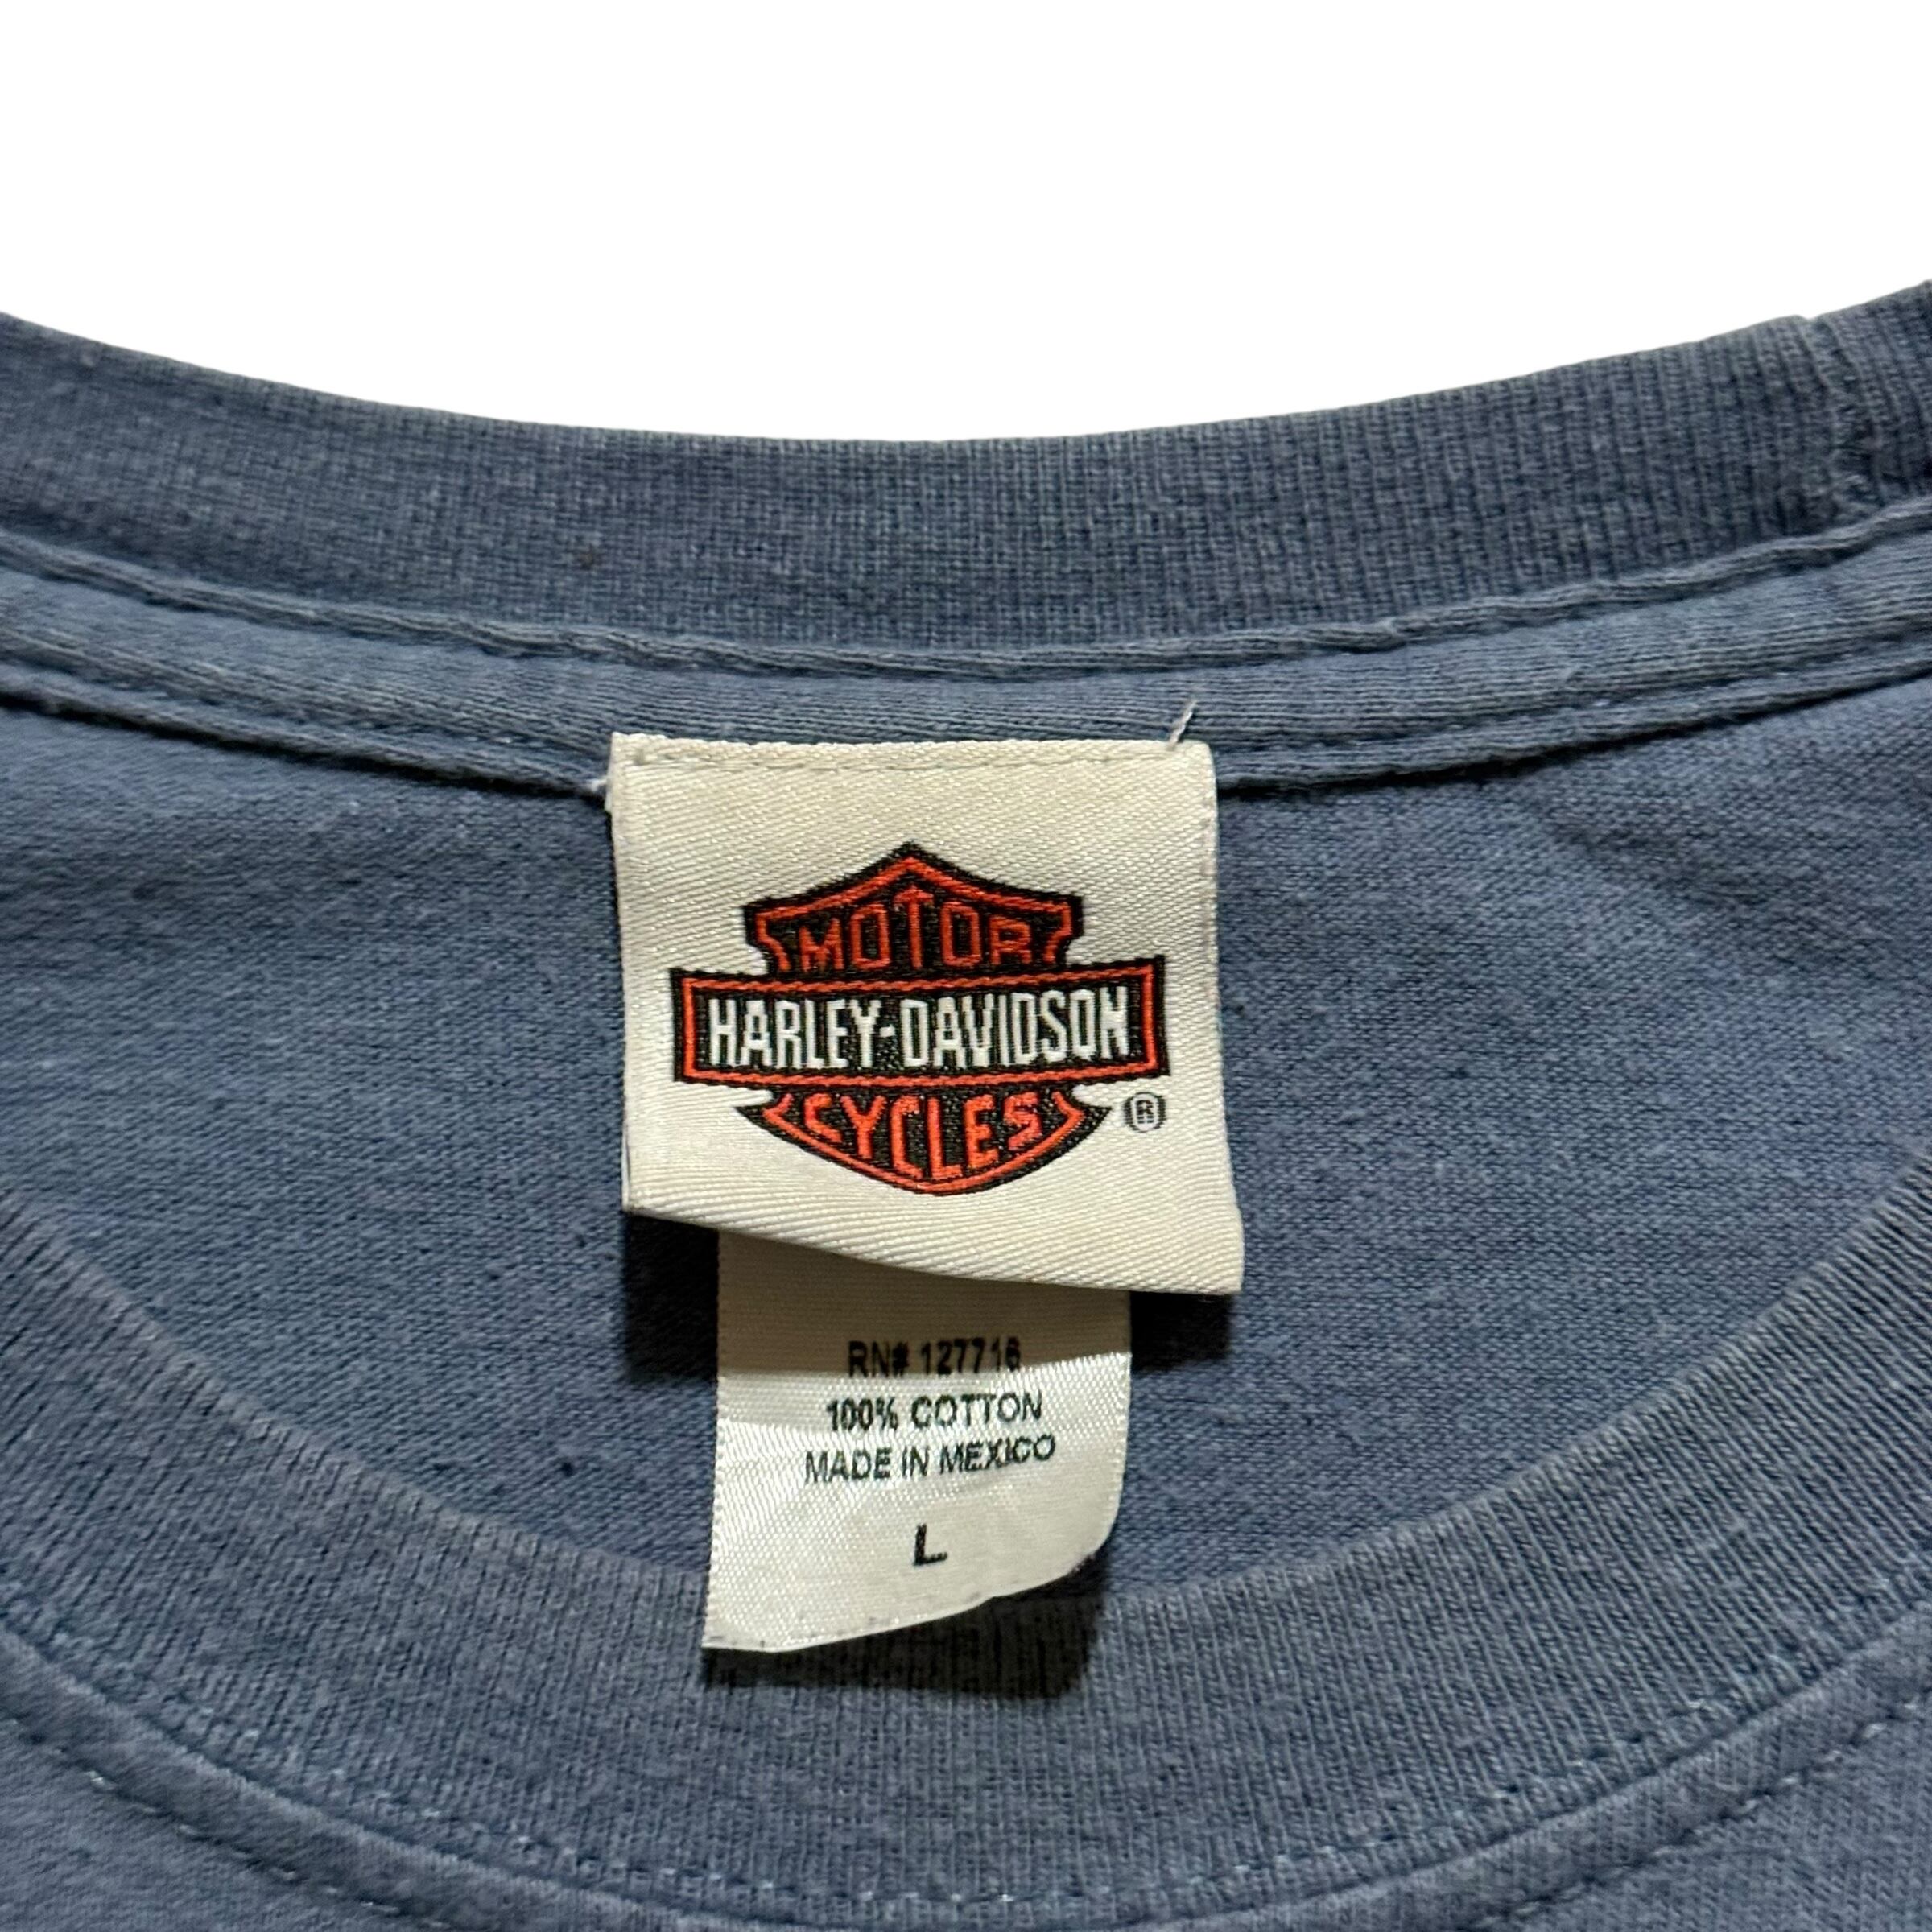 MOTOR
HARLEY-DAVIDSON
CYCLES
®
RN# 127716
100% COTTON
MADE IN MEXICO
L